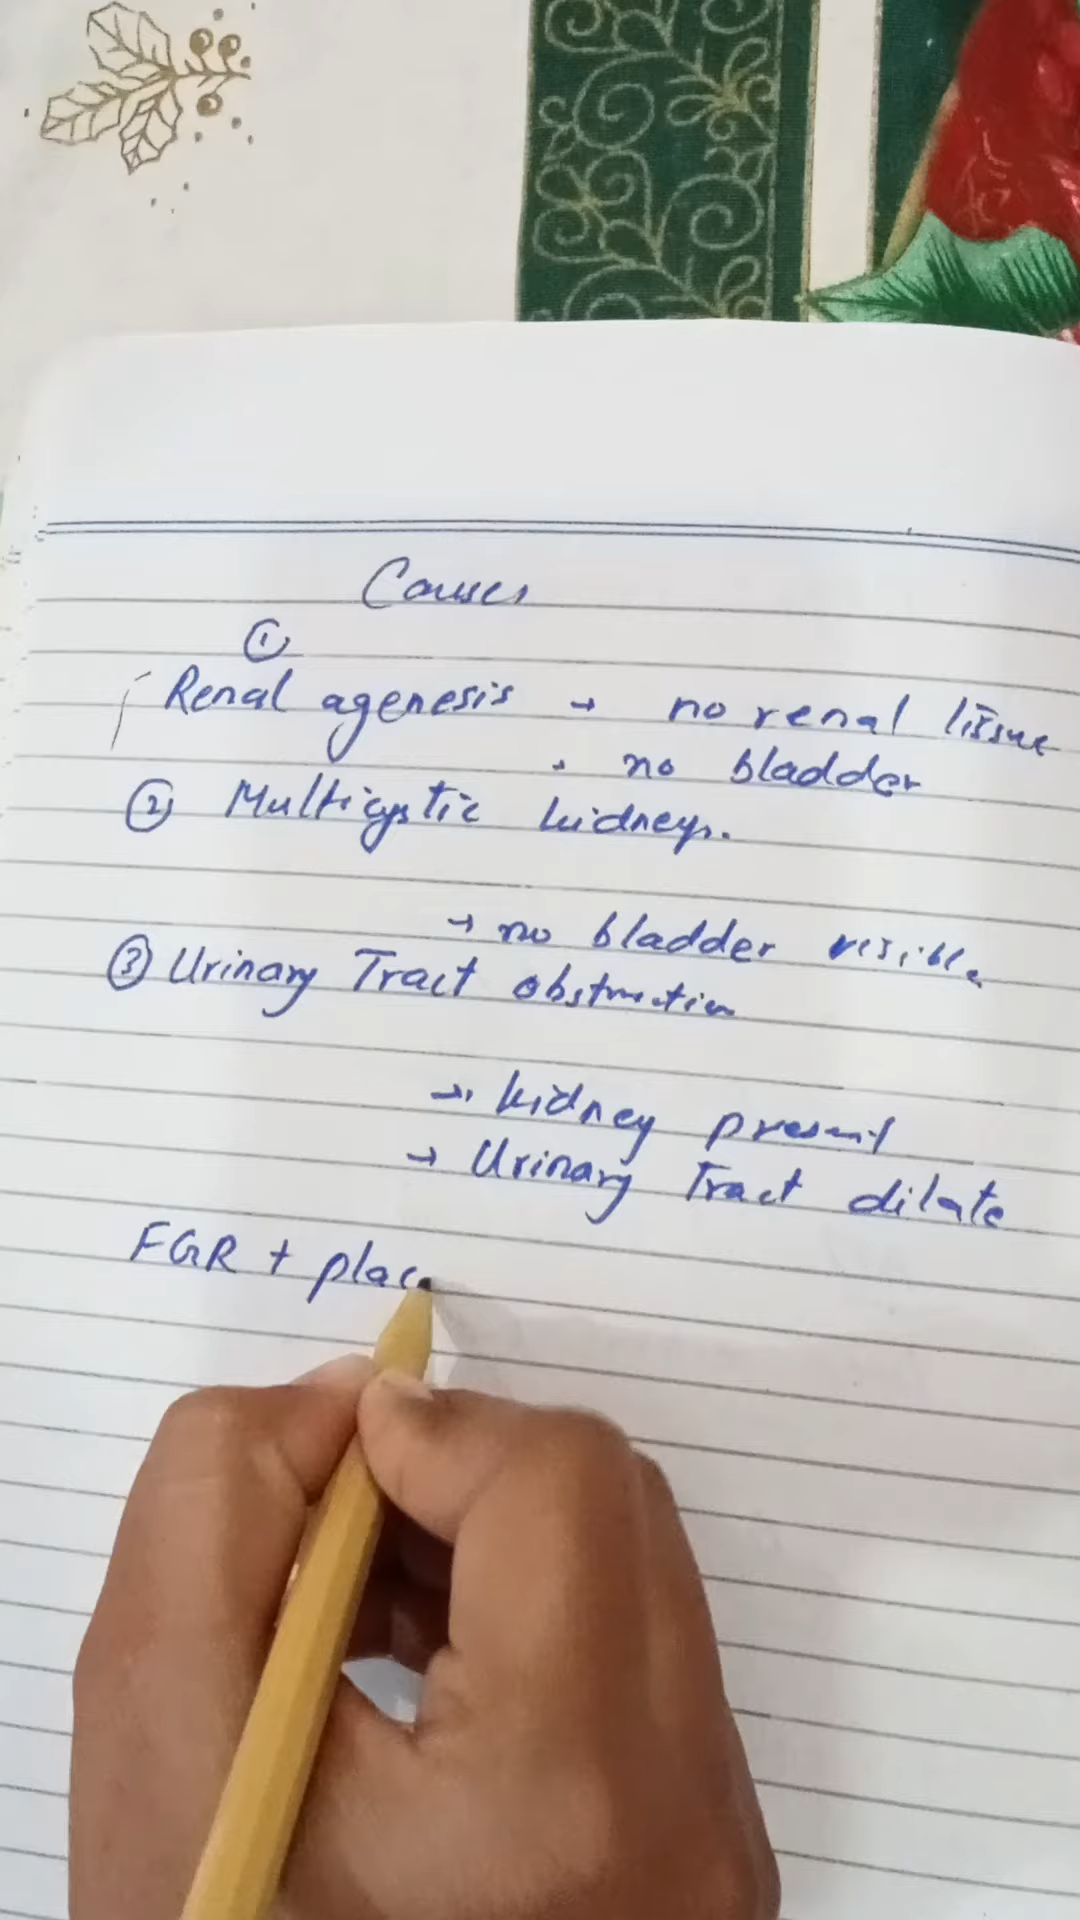 Causes
①
Renal agenesis → no renal tissue
• no bladder
② Multicystic kidneys.
→ no bladder visible
③ Urinary Tract obstruction
→ kidney present
→ Urinary Tract dilate
FGR + plac